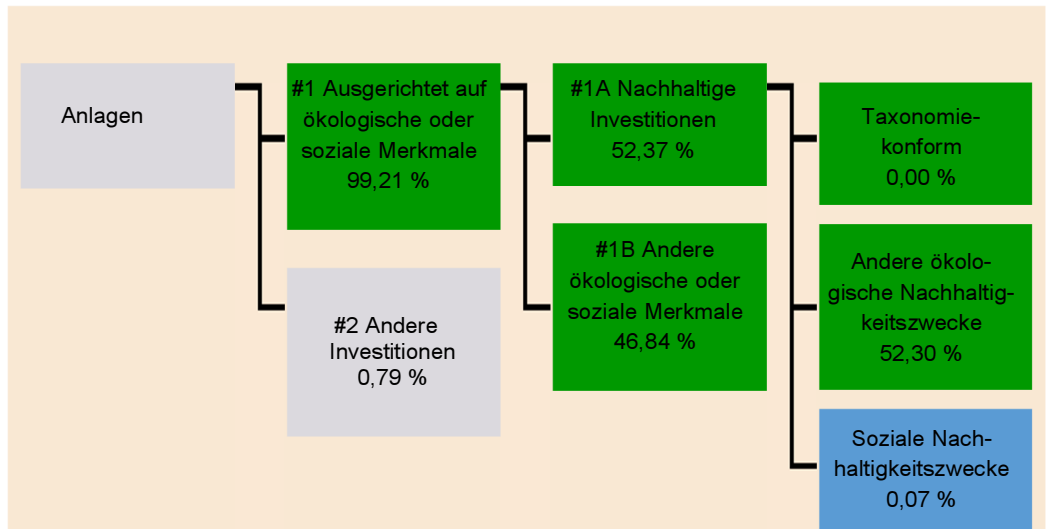 Anlagen
#1 Ausgerichtet auf
ökologische oder
soziale Merkmale
99,21 %
#2 Andere
Investitionen
0,79 %
#1A Nachhaltige
Investitionen
52,37 %
#1B Andere
ökologische oder
soziale Merkmale
46,84 %
Taxonomie-
konform
0,00 %
Andere ökolo-
gische Nachhaltig-
keitszwecke
52,30 %
Soziale Nach-
haltigkeitszwecke
0,07 %